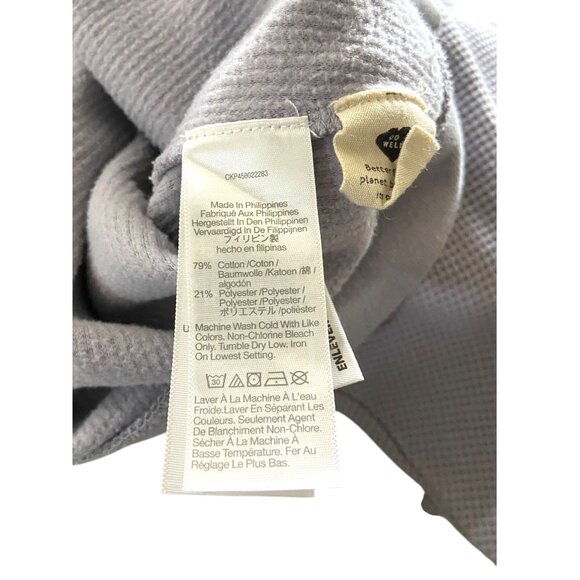 CKP459022283
Made In Philippines
Fabriqué Aux Philippines
Hergestellt In Den Philippinen
Vervaardigd In De Filippijnen
フィリピン製
hecho en filipinas
79% Cotton /Coton /
Baumwolle /Katoen /綿 /
algodón
21% Polyester /Polyester /
Polyester /Polyester /
ポリエステル /poliéster
Machine Wash Cold With Like
Colors. Non-Chlorine Bleach
Only. Tumble Dry Low. Iron
On Lowest Setting.
30
Laver À La Machine À L'eau
Froide.Laver En Séparant Les
Couleurs. Seulement Agent
De Blanchiment Non-Chlore.
Sécher À La Machine À
Basse Température. Fer Au
Réglage Le Plus Bas.
DO
WELL
Better
planet
ENLEVER